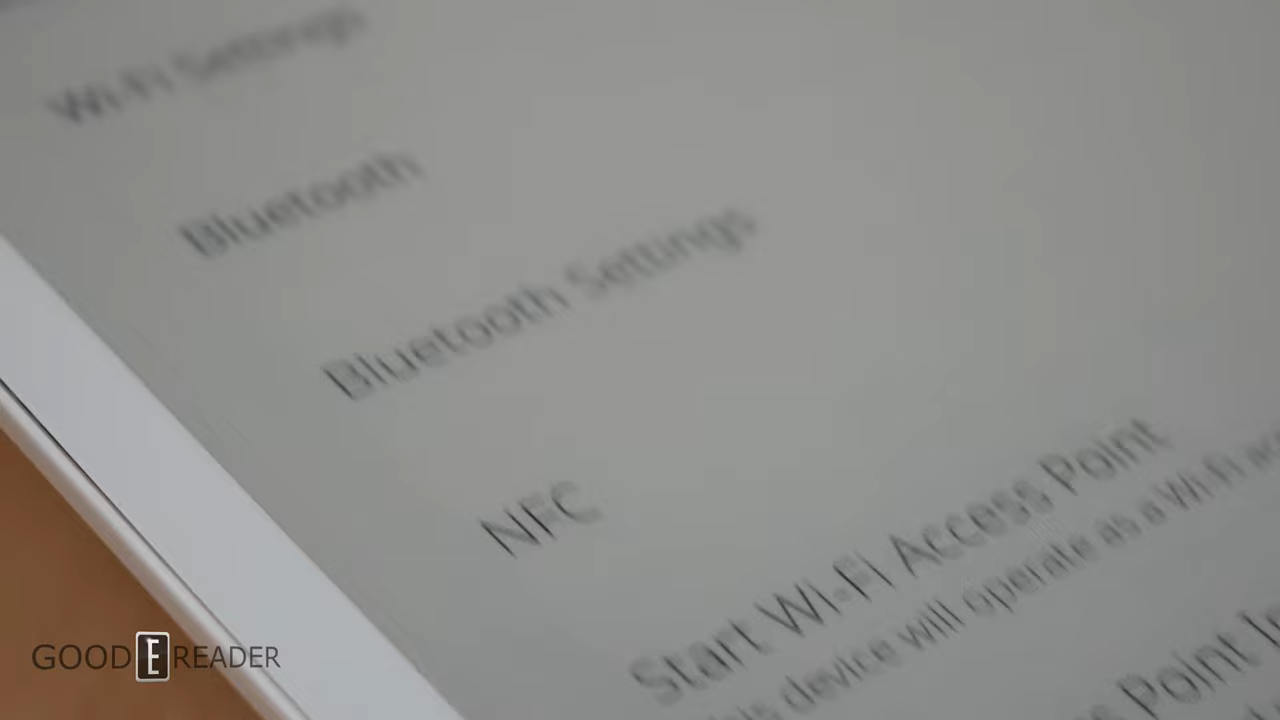 Wi-Fi Settings
Bluetooth
Bluetooth Settings
NFC
Start Wi-Fi Access Point
device will operate as a Wi-Fi
Point
GOOD E READER